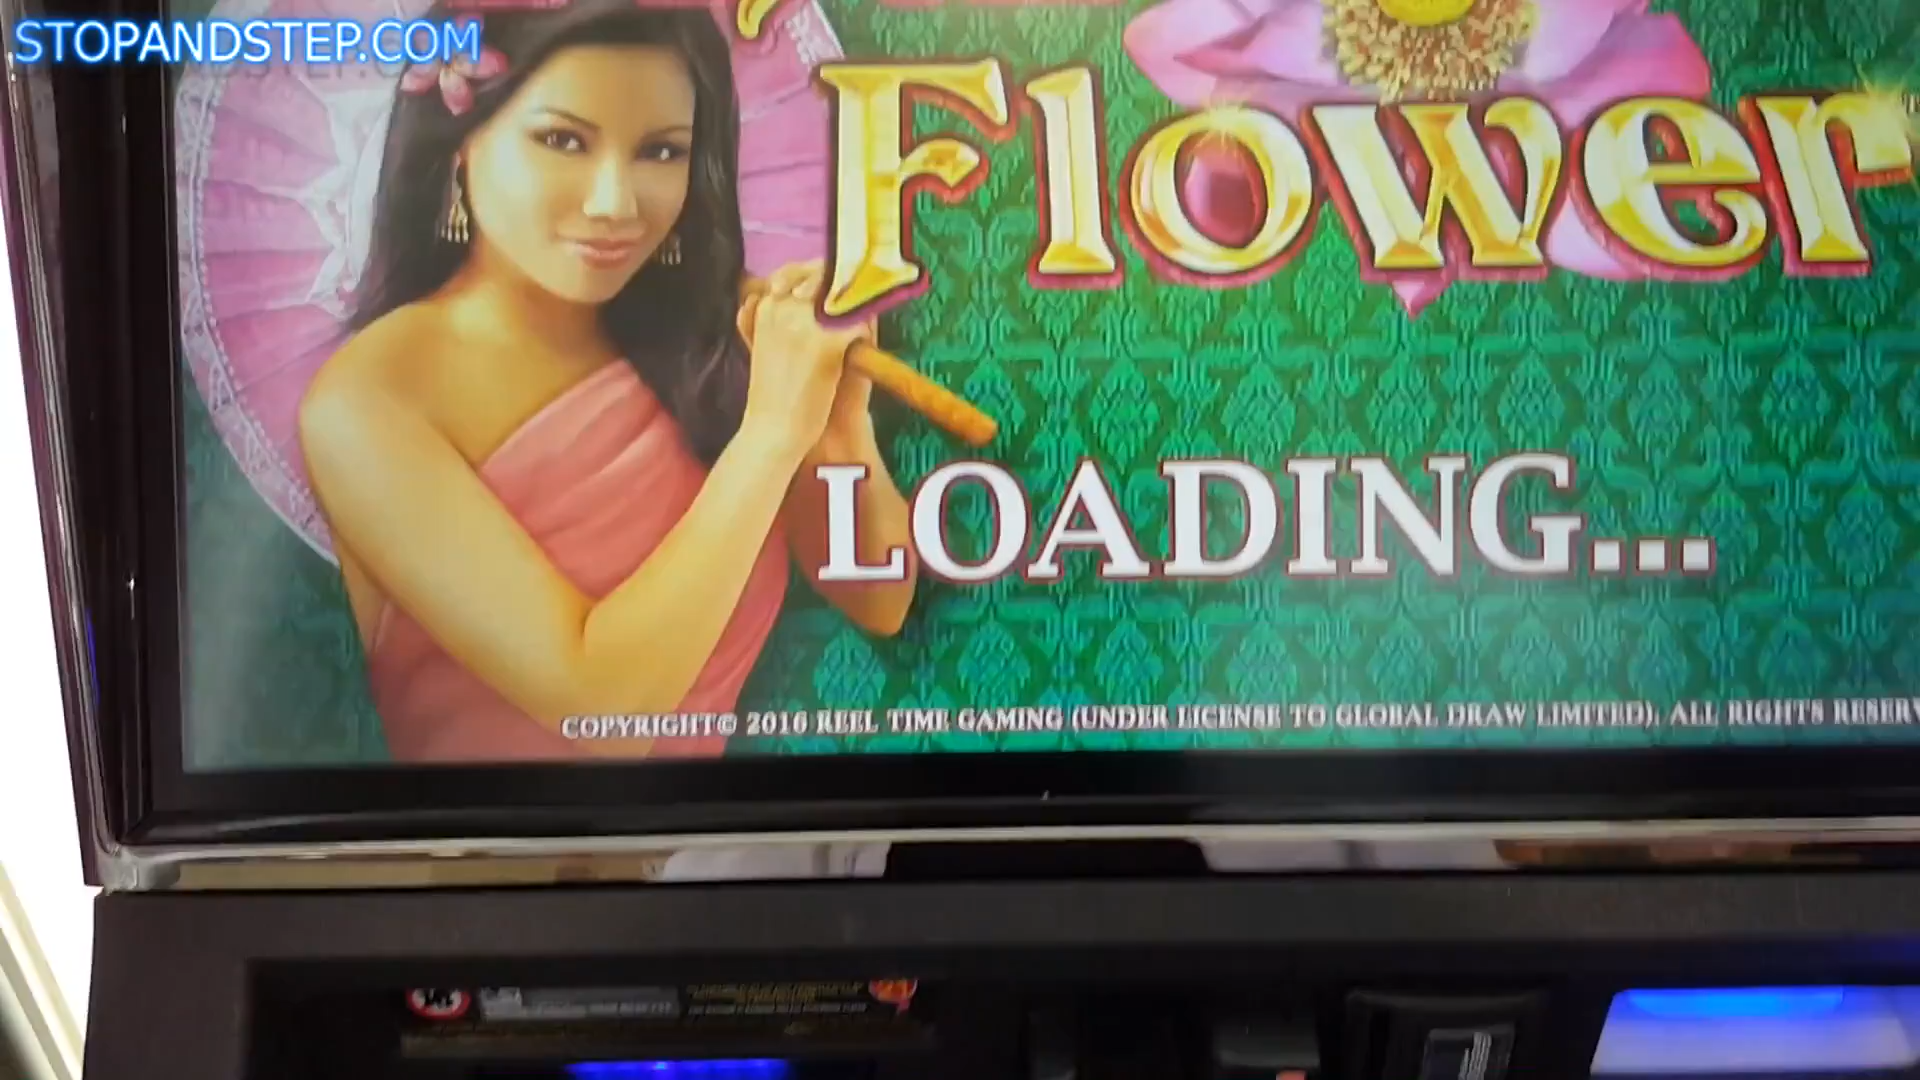 STOPANDSTEP.COM
Flower
LOADING...
COPYRIGHT© 2016 REEL TIME GAMING (UNDER LICENSE TO GLOBAL DRAW LIMITED). ALL RIGHTS RESERV